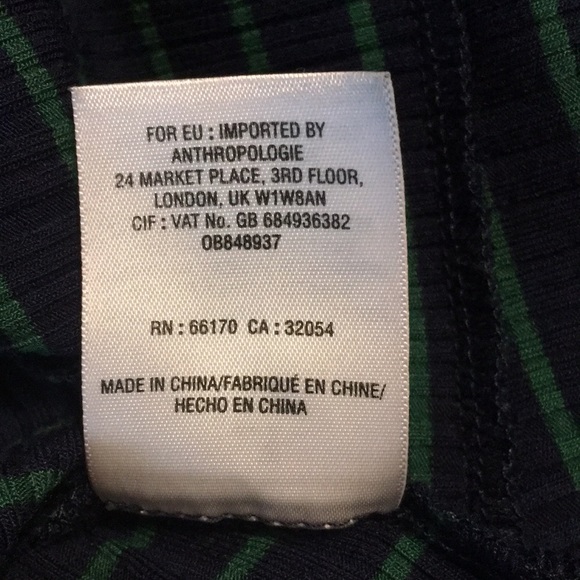 FOR EU : IMPORTED BY
ANTHROPOLOGIE
24 MARKET PLACE, 3RD FLOOR,
LONDON, UK W1W8AN
CIF : VAT No. GB 684936382
OB848937
RN : 66170 CA : 32054
MADE IN CHINA/FABRIQUÉ EN CHINE/
HECHO EN CHINA